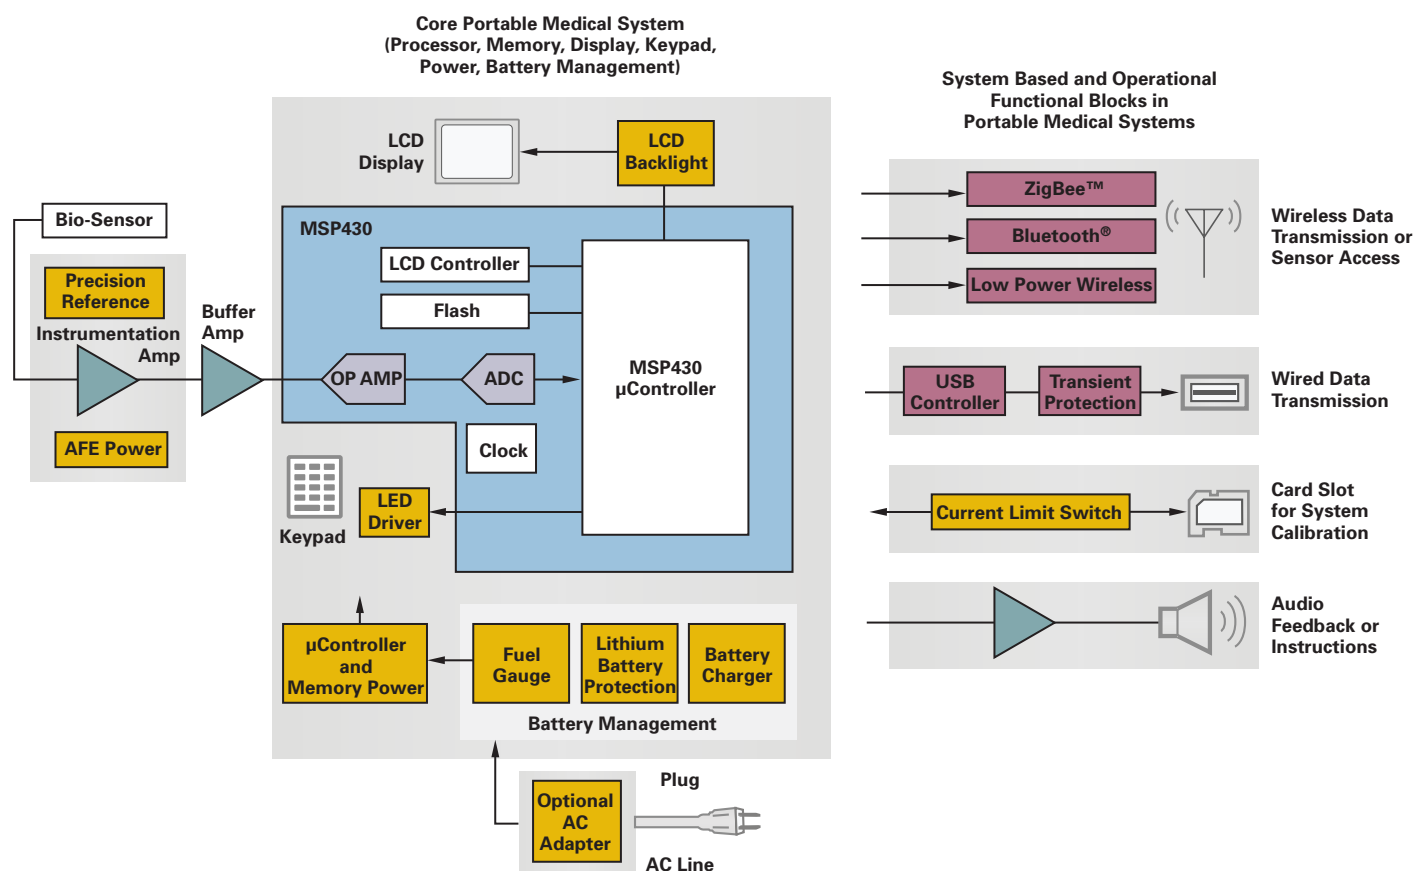 Core Portable Medical System
(Processor, Memory, Display, Keypad,
Power, Battery Management)
System Based and Operational
Functional Blocks in
Portable Medical Systems
LCD
Display
LCD
Backlight
Bio-Sensor
Precision
Reference
Instrumentation
Amp
AFE Power
Buffer
Amp
MSP430
LCD Controller
Flash
OP AMP
ADC
Clock
MSP430
µController
Keypad
LED
Driver
µController
and
Memory Power
Fuel
Gauge
Lithium
Battery
Protection
Battery
Charger
Battery Management
Optional
AC
Adapter
Plug
AC Line
ZigBee™
Bluetooth®
Low Power Wireless
Wireless Data
Transmission or
Sensor Access
USB
Controller
Transient
Protection
Wired Data
Transmission
Current Limit Switch
Card Slot
for System
Calibration
Audio
Feedback or
Instructions